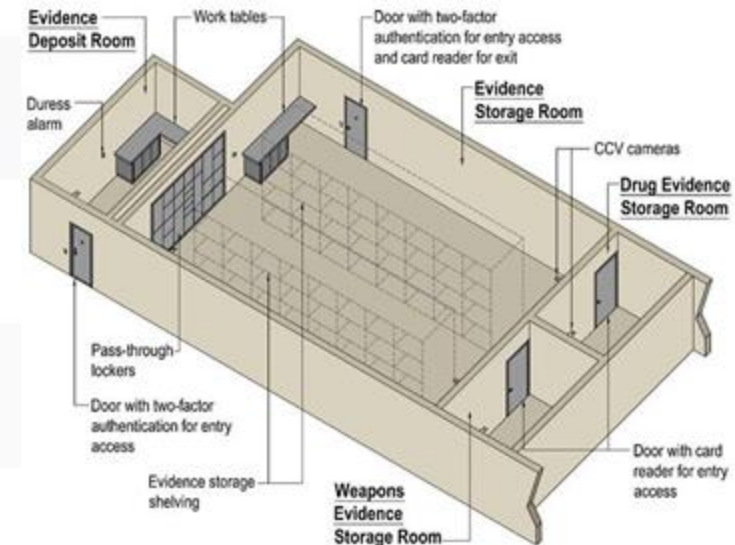 Evidence
Deposit Room
Work tables
Door with two-factor
authentication for entry access
and card reader for exit
Duress
alarm
Evidence
Storage Room
CCV cameras
Drug Evidence
Storage Room
Pass-through
lockers
Door with two-factor
authentication for entry
access
Evidence storage
shelving
Weapons
Evidence
Storage Room
Door with card
reader for entry
access